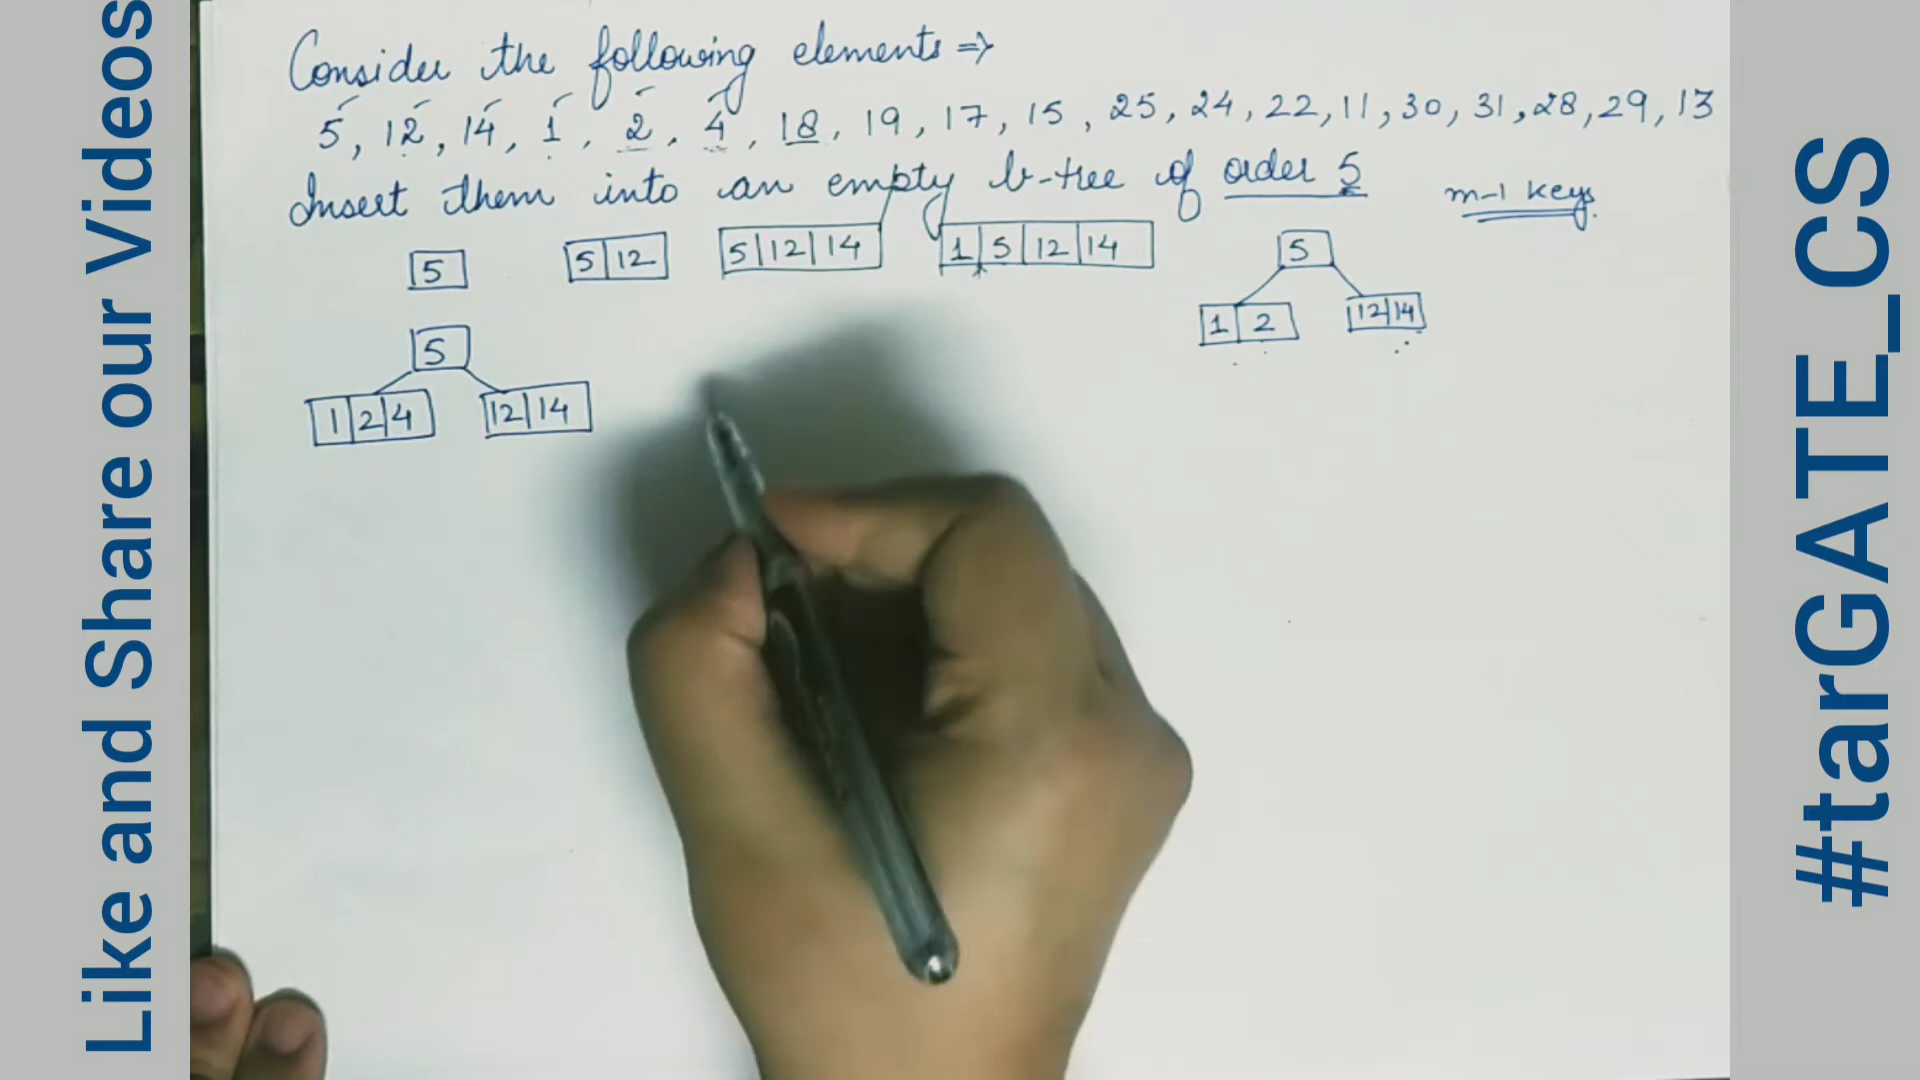 Like and Share our Videos
Consider the following elements ⇒
5, 12, 14, 1, 2, 4, 18, 19, 17, 15, 25, 24, 22, 11, 30, 31, 28, 29, 13
Insert them into an empty b-tree of order 5 m-1 keys.
5 5 12 5 12 14 1 5 12 14 5
1 2 12 14
5
1 2 4 12 14
#tarGATE_CS